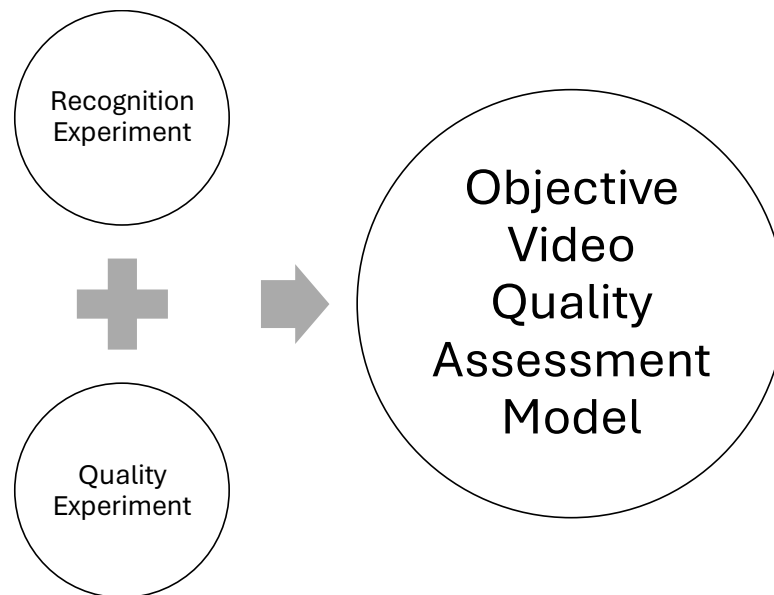 Recognition
Experiment
Quality
Experiment
Objective
Video
Quality
Assessment
Model